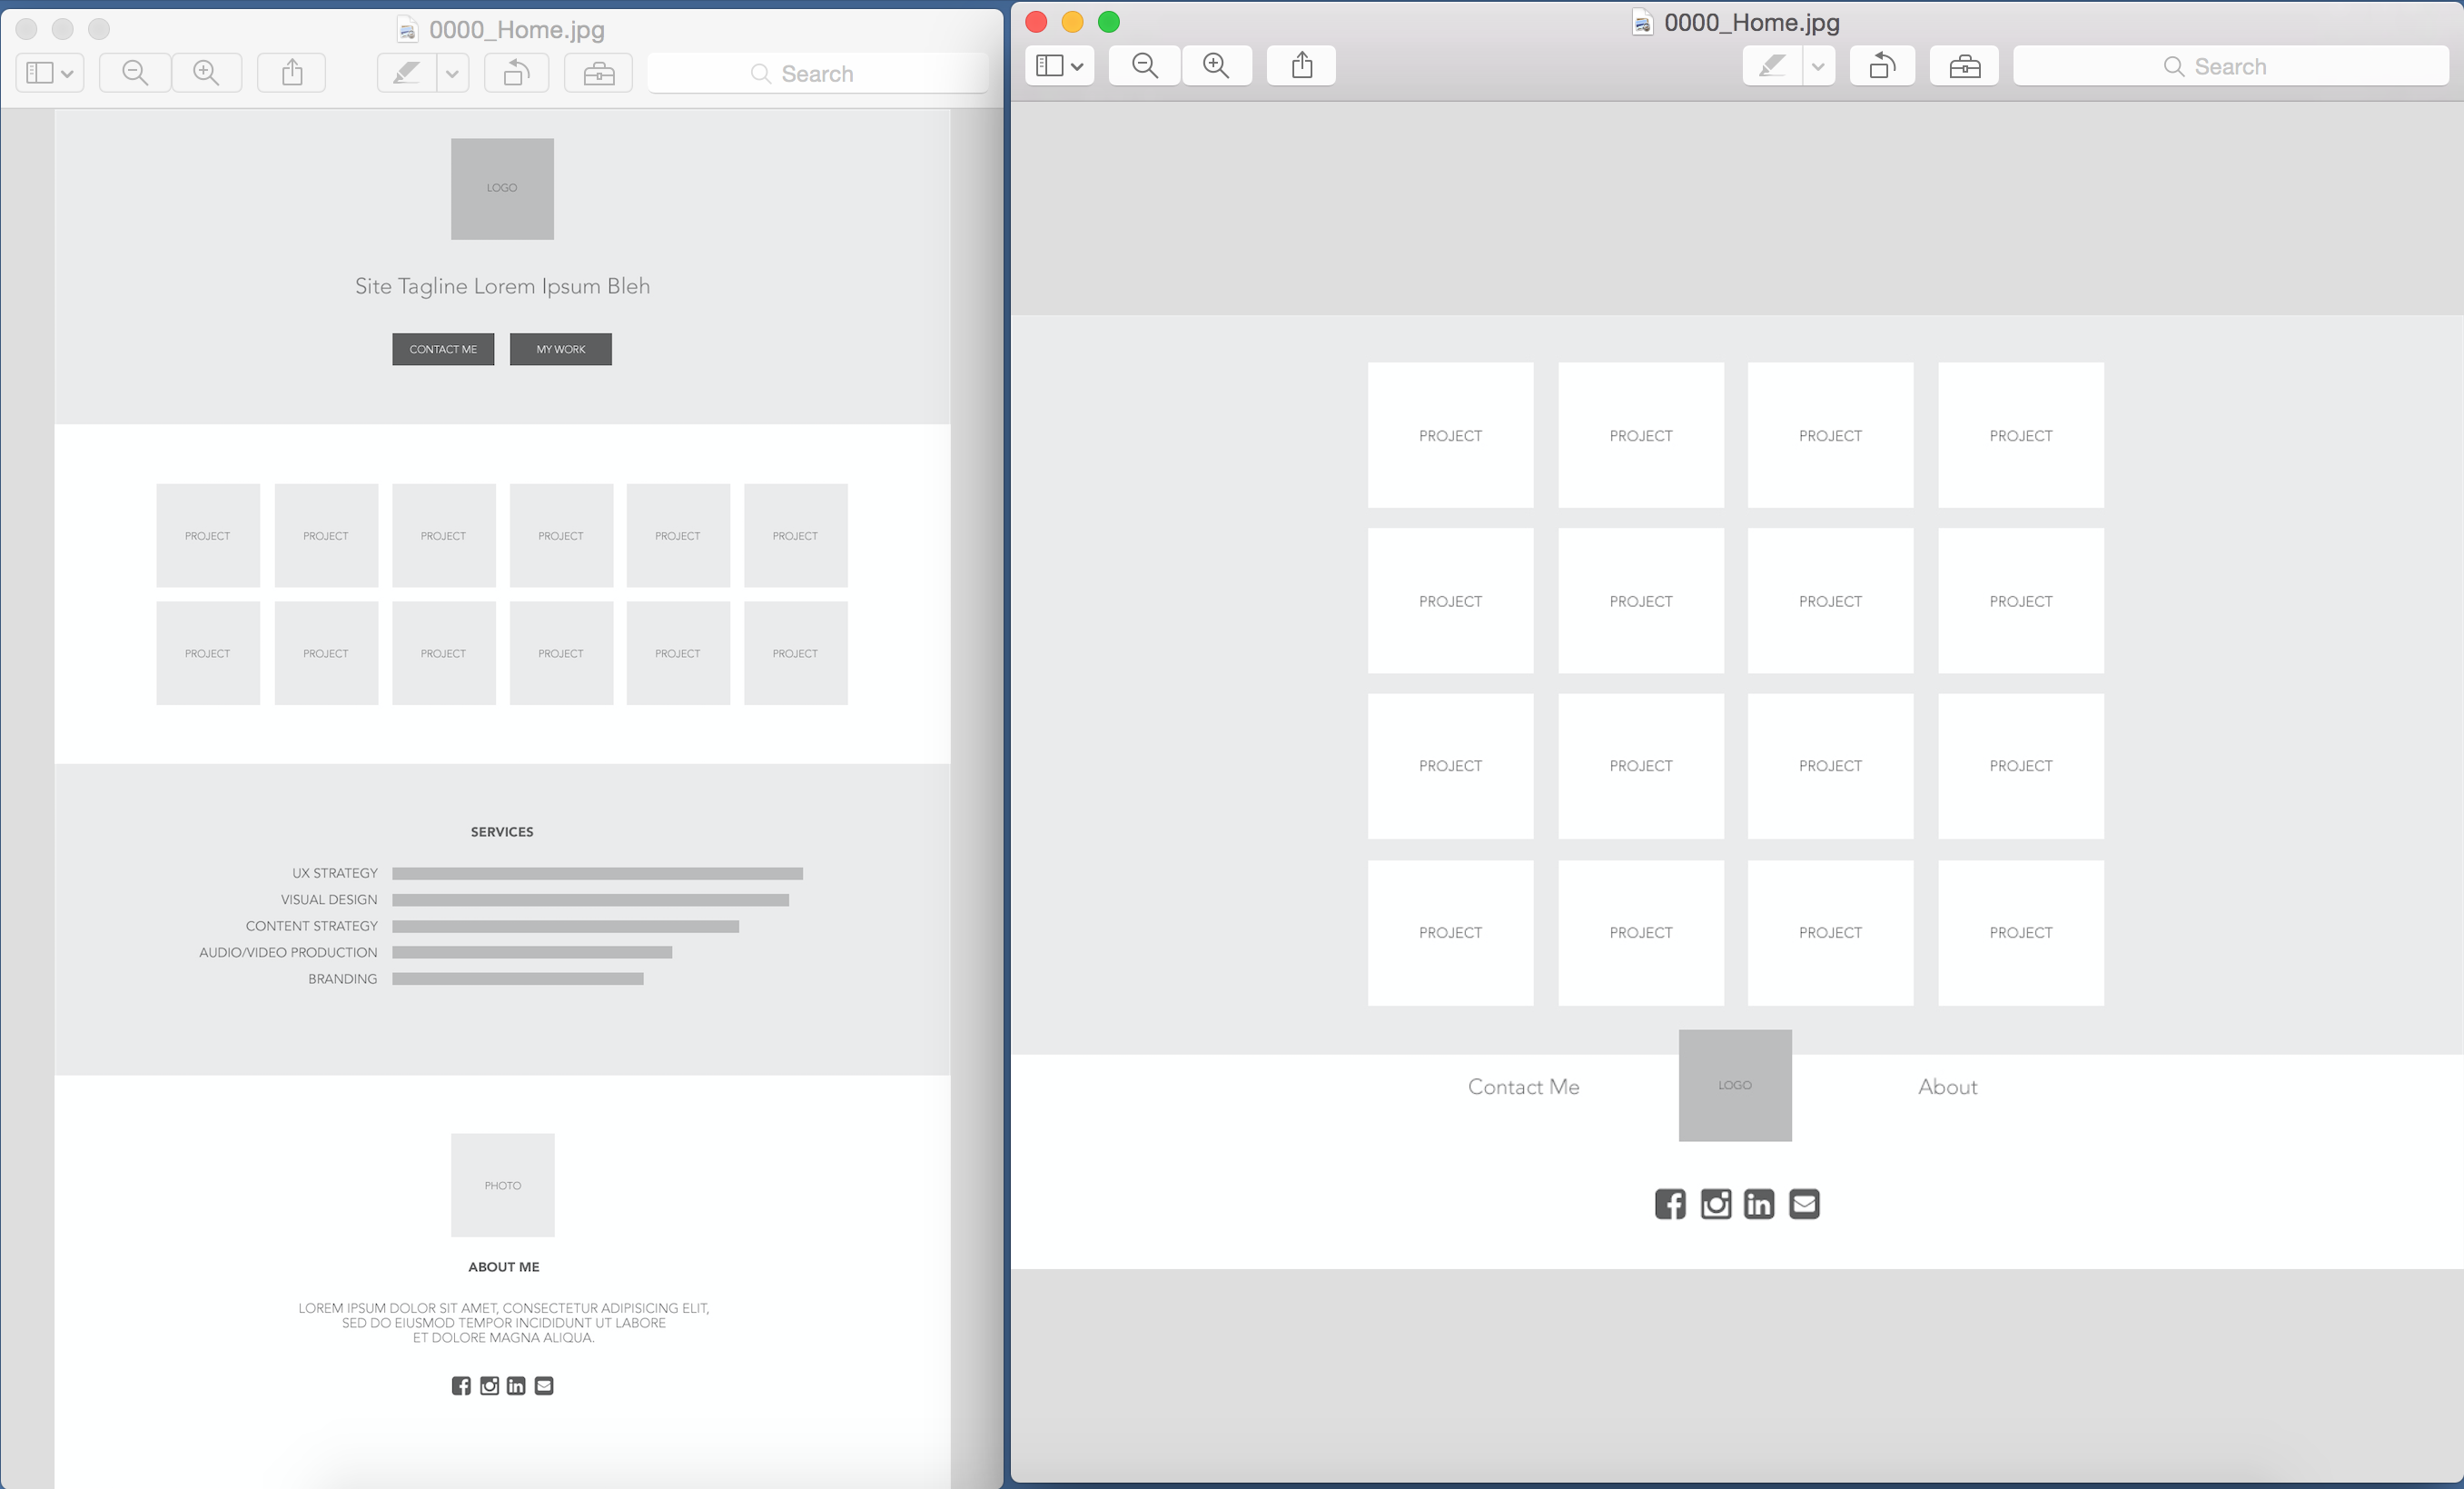 0000_Home.jpg
Search
LOGO
Site Tagline Lorem Ipsum Bleh
CONTACT ME MY WORK
PROJECT PROJECT PROJECT PROJECT PROJECT PROJECT
PROJECT PROJECT PROJECT PROJECT PROJECT PROJECT
SERVICES
UX STRATEGY
VISUAL DESIGN
CONTENT STRATEGY
AUDIO/VIDEO PRODUCTION
BRANDING
PHOTO
ABOUT ME
LOREM IPSUM DOLOR SIT AMET, CONSECTETUR ADIPISICING ELIT,
SED DO EIUSMOD TEMPOR INCIDIDUNT UT LABORE
ET DOLORE MAGNA ALIQUA.
0000_Home.jpg
Search
PROJECT PROJECT PROJECT PROJECT
PROJECT PROJECT PROJECT PROJECT
PROJECT PROJECT PROJECT PROJECT
PROJECT PROJECT PROJECT PROJECT
Contact Me LOGO About